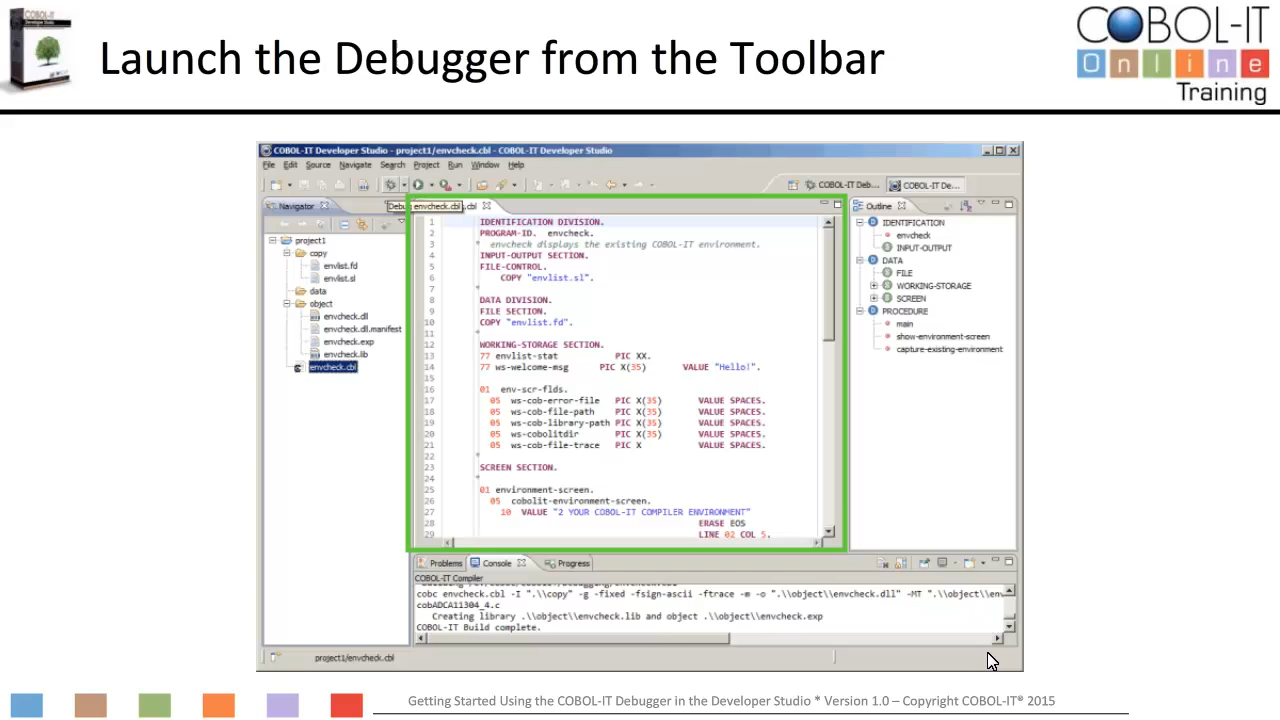 Launch the Debugger from the Toolbar
COBOL-IT
Online
Training
COBOL-IT Developer Studio - project1/envcheck.cbl - COBOL-IT Developer Studio
File Edit Source Navigate Search Project Run Window Help
COBOL-IT Deb... COBOL-IT De...
Navigator
project1
copy
envlist.fd
envlist.sl
data
object
envcheck.dll
envcheck.dll.manifest
envcheck.exp
envcheck.lib
envcheck.cbl
envcheck.cbl
1 IDENTIFICATION DIVISION.
2 PROGRAM-ID. envcheck.
3 * envcheck displays the existing COBOL-IT environment.
4 INPUT-OUTPUT SECTION.
5 FILE-CONTROL.
6 COPY "envlist.sl".
7 *
8 DATA DIVISION.
9 FILE SECTION.
10 COPY "envlist.fd".
11 *
12 WORKING-STORAGE SECTION.
13 77 envlist-stat PIC XX.
14 77 ws-welcome-msg PIC X(35) VALUE "Hello!".
15
16 01 env-scr-flds.
17 05 ws-cob-error-file PIC X(35) VALUE SPACES.
18 05 ws-cob-file-path PIC X(35) VALUE SPACES.
19 05 ws-cob-library-path PIC X(35) VALUE SPACES.
20 05 ws-cobolitdir PIC X(35) VALUE SPACES.
21 05 ws-cob-file-trace PIC X VALUE SPACES.
22 *
23 SCREEN SECTION.
24 *
25 01 environment-screen.
26 05 cobolit-environment-screen.
27 10 VALUE "2 YOUR COBOL-IT COMPILER ENVIRONMENT"
28 ERASE EOS
29 LINE 02 COL 5.
Outline
IDENTIFICATION
envcheck
INPUT-OUTPUT
DATA
FILE
WORKING-STORAGE
SCREEN
PROCEDURE
main
show-environment-screen
capture-existing-environment
Problems Console Progress
COBOL-IT Compiler
cobc envcheck.cbl -I ".\\copy" -g -fixed -fsign-ascii -ftrace -m -o ".\\object\\envcheck.dll" -MT ".\\object\\env
cobADCA11304_4.c
Creating library .\\object\\envcheck.lib and object .\\object\\envcheck.exp
COBOL-IT Build complete.
project1/envcheck.cbl
Getting Started Using the COBOL-IT Debugger in the Developer Studio * Version 1.0 – Copyright COBOL-IT® 2015